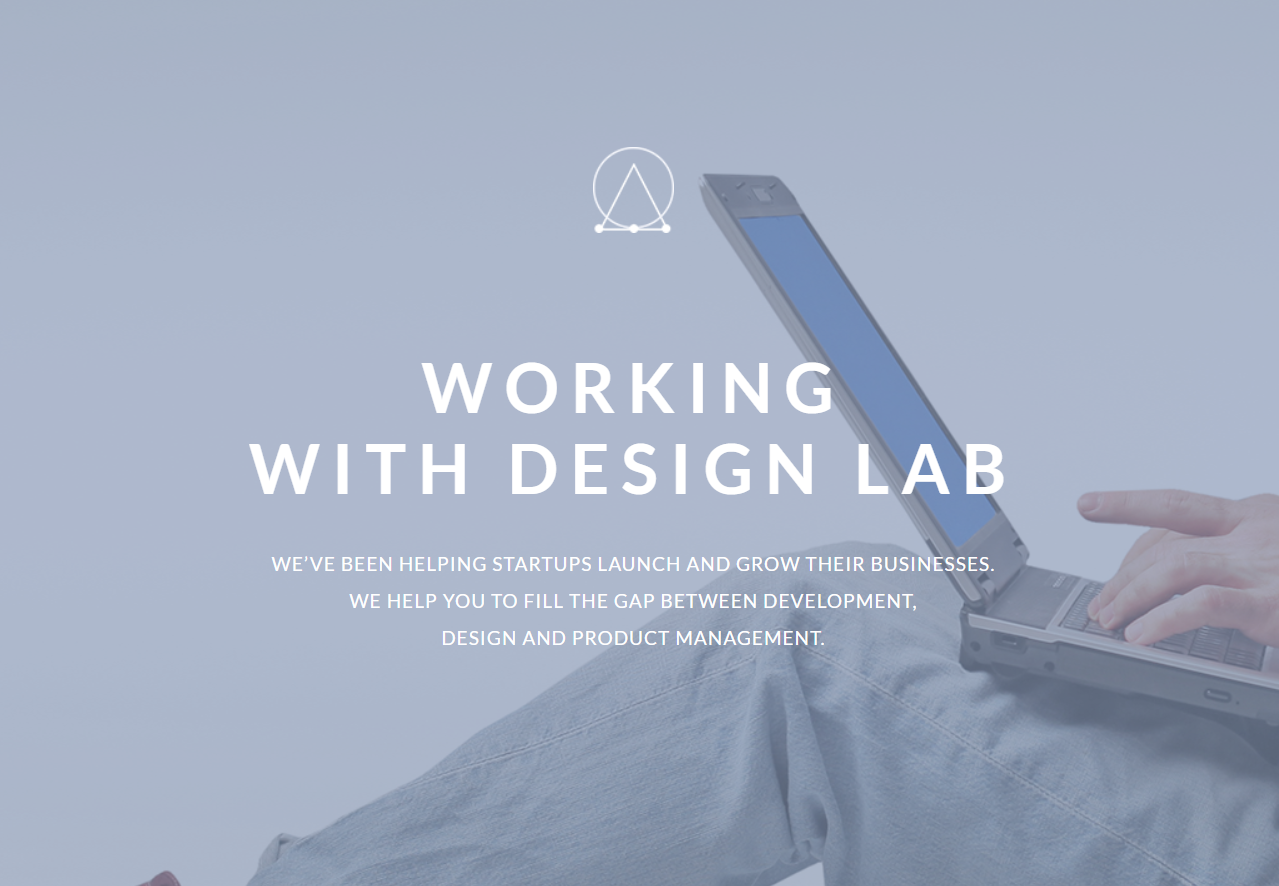 WORKING
WITH DESIGN LAB
WE’VE BEEN HELPING STARTUPS LAUNCH AND GROW THEIR BUSINESSES.
WE HELP YOU TO FILL THE GAP BETWEEN DEVELOPMENT,
DESIGN AND PRODUCT MANAGEMENT.